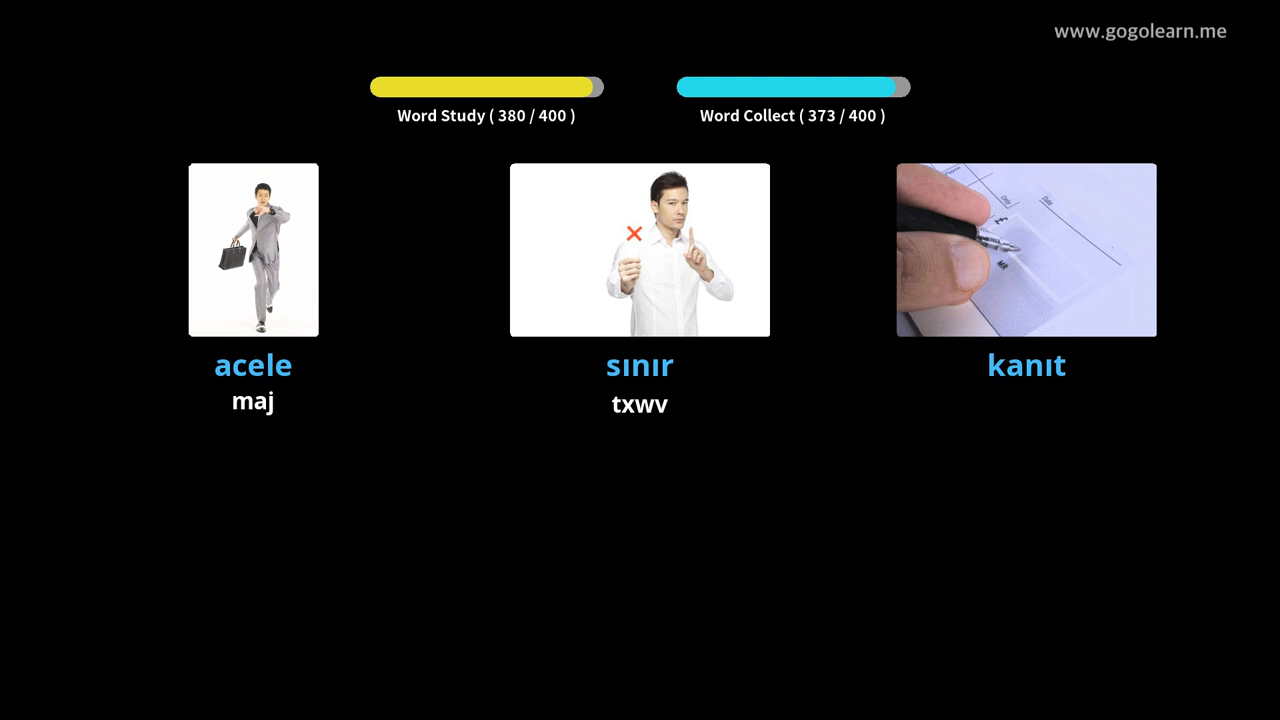 www.gogolearn.me
Word Study ( 380 / 400 )
Word Collect ( 373 / 400 )
acele
maj
sınır
txwv
kanıt